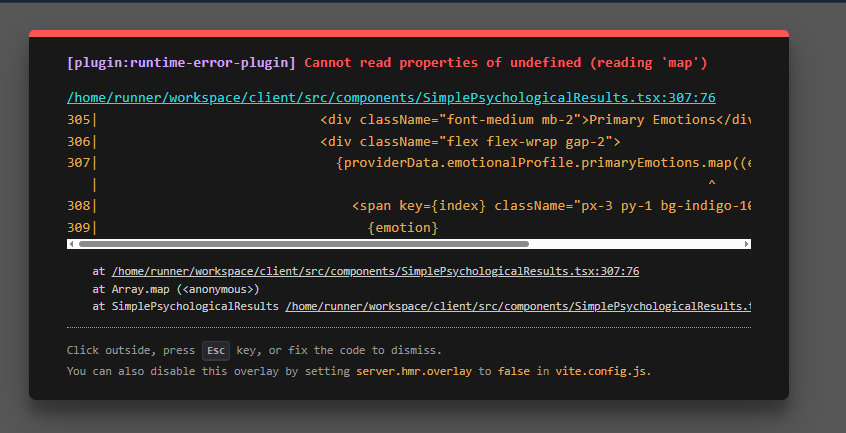 [plugin:runtime-error-plugin] Cannot read properties of undefined (reading 'map')
/home/runner/workspace/client/src/components/SimplePsychologicalResults.tsx:307:76
305| <div className="font-medium mb-2">Primary Emotions</div
306| <div className="flex flex-wrap gap-2">
307| {providerData.emotionalProfile.primaryEmotions.map((e
| ^
308| <span key={index} className="px-3 py-1 bg-indigo-10
309| {emotion}
at /home/runner/workspace/client/src/components/SimplePsychologicalResults.tsx:307:76
at Array.map (<anonymous>)
at SimplePsychologicalResults /home/runner/workspace/client/src/components/SimplePsychologicalResults.t
Click outside, press Esc key, or fix the code to dismiss.
You can also disable this overlay by setting server.hmr.overlay to false in vite.config.js.